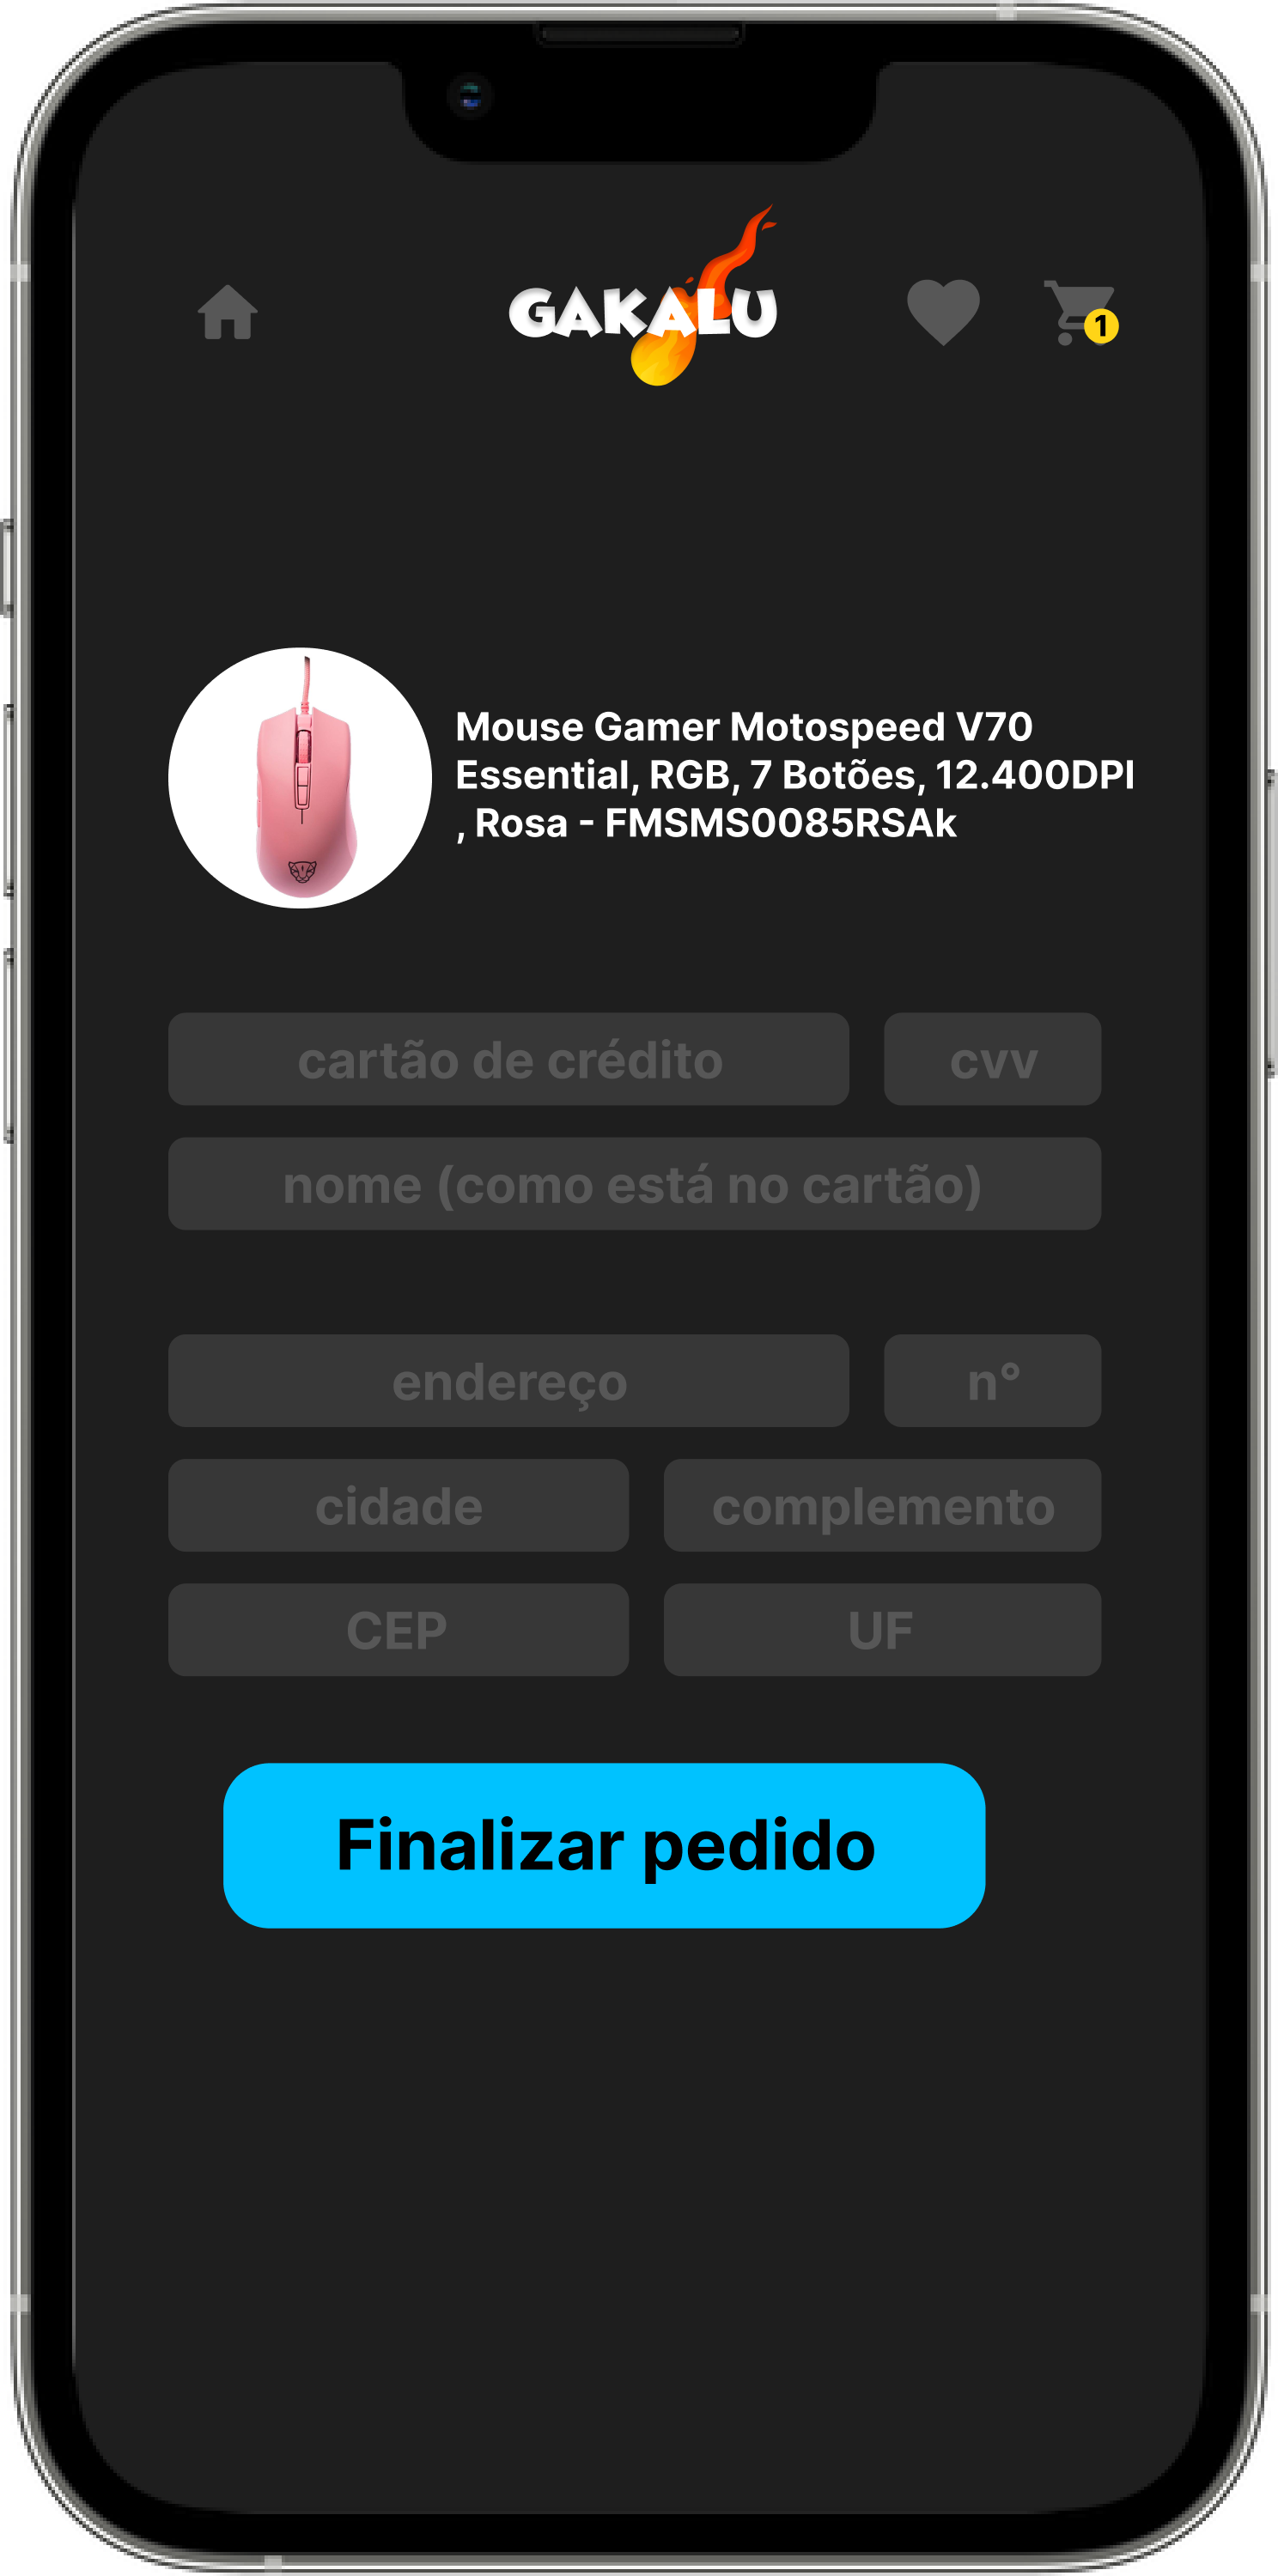 GAKALU
1
Mouse Gamer Motospeed V70
Essential, RGB, 7 Botões, 12.400DPI
, Rosa - FMSMS0085RSAk
cartão de crédito cvv
nome (como está no cartão)
endereço n°
cidade complemento
CEP UF
Finalizar pedido